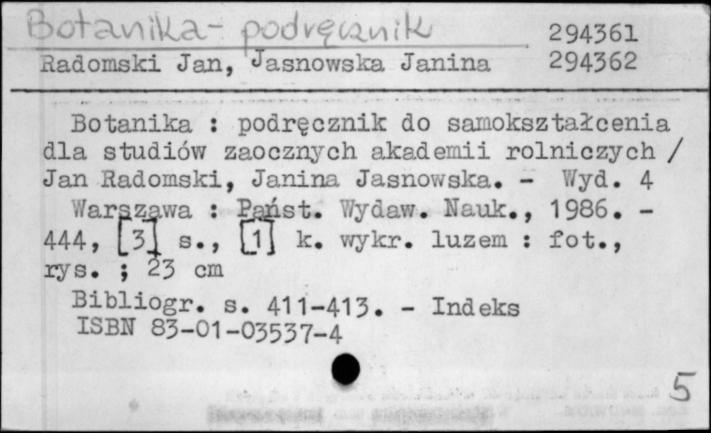 Botanika - podręcznik 294361
Radomski Jan, Jasnowska Janina 294362
Botanika : podręcznik do samokształcenia
dla studiów zaocznych akademii rolniczych /
Jan Radomski, Janina Jasnowska. - Wyd. 4
Warszawa : Państ. Wydaw. Nauk., 1986. -
444, [3] s., [1] k. wykr. luzem : fot.,
rys. ; 23 cm
Bibliogr. s. 411-413. - Indeks
ISBN 83-01-03537-4
5